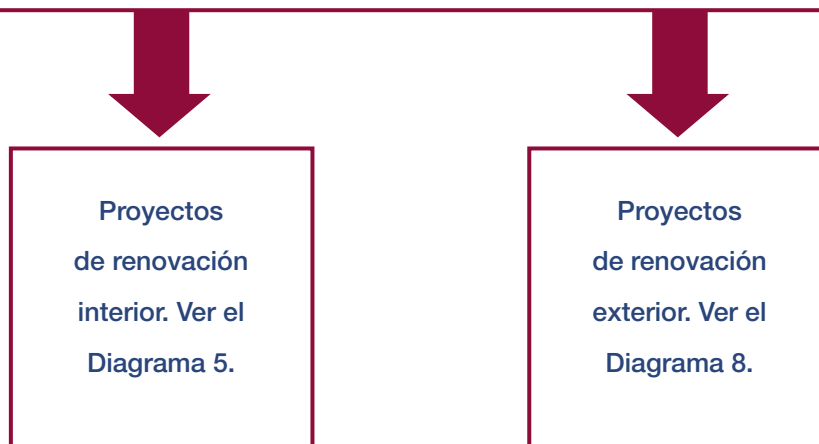 Proyectos
de renovación
interior. Ver el
Diagrama 5.
Proyectos
de renovación
exterior. Ver el
Diagrama 8.